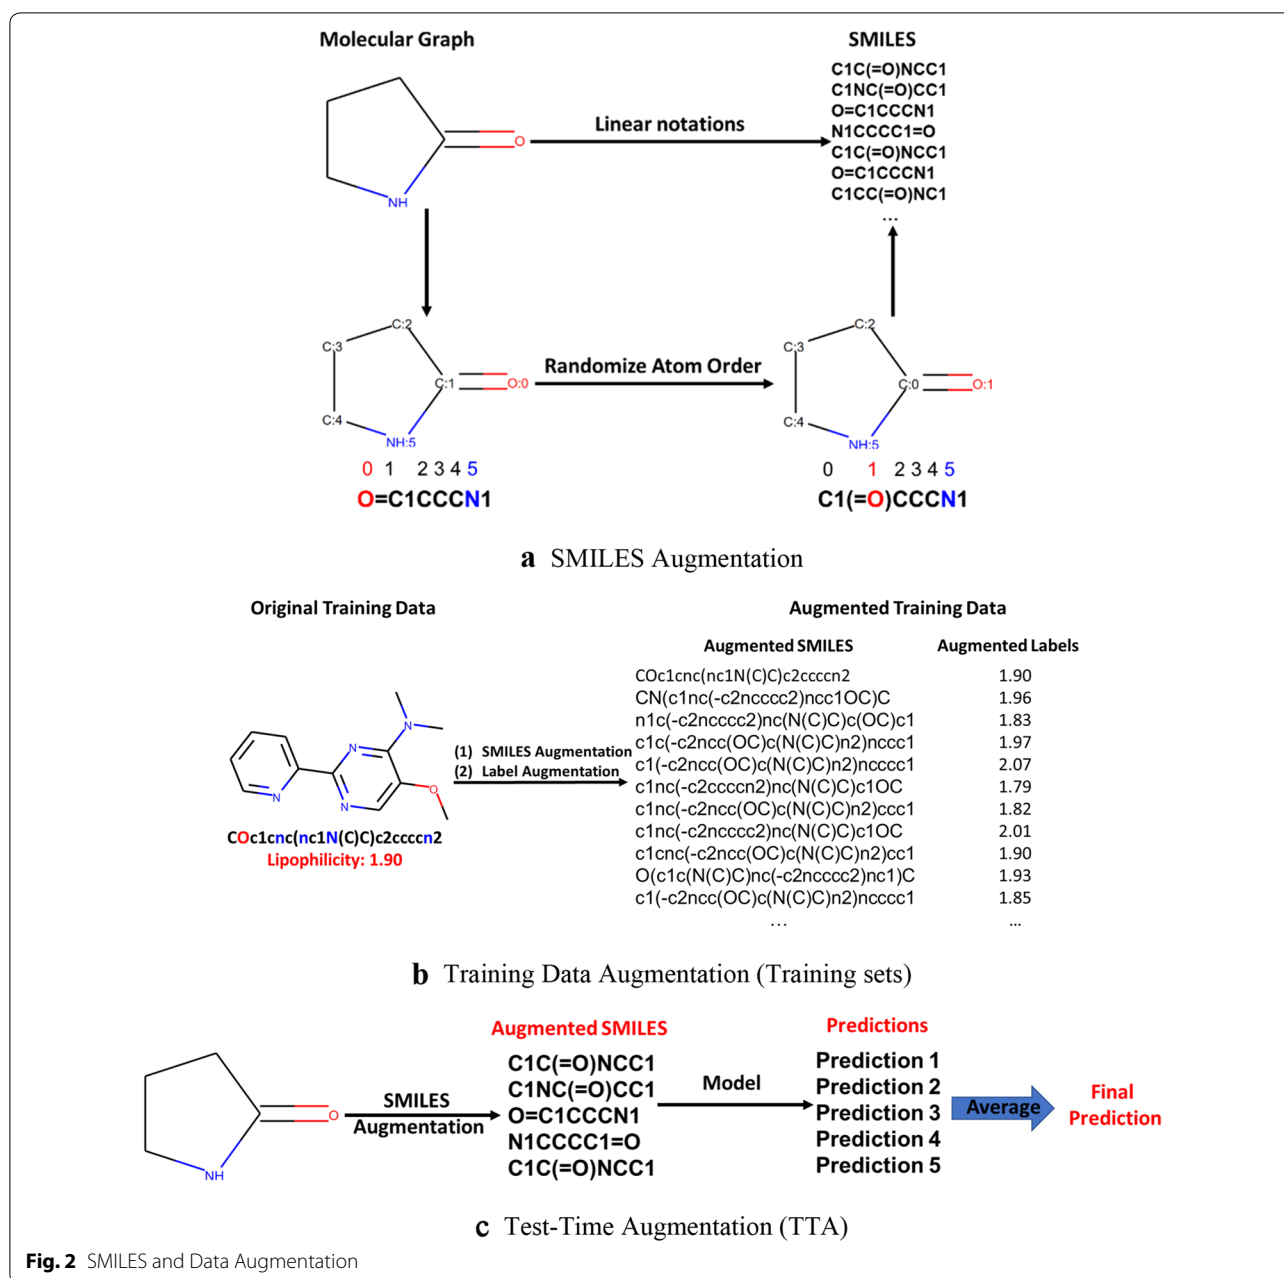 Molecular Graph
SMILES
C1C(=O)NCC1
C1NC(=O)CC1
O=C1CCCN1
N1CCCC1=O
C1C(=O)NCC1
O=C1CCCN1
C1CC(=O)NC1
...
Linear notations
O
NH
C:2
C:3
C:1
O:0
C:4
NH:5
0 1 2 3 4 5
O=C1CCCN1
Randomize Atom Order
C:2
C:3
C:0
O:1
C:4
NH:5
0 1 2 3 4 5
C1(=O)CCCN1
a SMILES Augmentation
Original Training Data
Augmented Training Data
Augmented SMILES Augmented Labels
COc1cnc(nc1N(C)C)c2ccccn2 1.90
CN(c1nc(-c2ncccc2)ncc1OC)C 1.96
n1c(-c2ncccc2)nc(N(C)C)c(OC)c1 1.83
c1c(-c2ncc(OC)c(N(C)C)n2)nccc1 1.97
c1(-c2ncc(OC)c(N(C)C)n2)ncccc1 2.07
c1nc(-c2ccccn2)nc(N(C)C)c1OC 1.79
c1nc(-c2ncc(OC)c(N(C)C)n2)ccc1 1.82
c1nc(-c2ncccc2)nc(N(C)C)c1OC 2.01
c1cnc(-c2ncc(OC)c(N(C)C)n2)cc1 1.90
O(c1c(N(C)C)nc(-c2ncccc2)nc1)C 1.93
c1(-c2ncc(OC)c(N(C)C)n2)ncccc1 1.85
... ...
N
N
N
O
N
(1) SMILES Augmentation
(2) Label Augmentation
COc1cnc(nc1N(C)C)c2ccccn2
Lipophilicity: 1.90
b Training Data Augmentation (Training sets)
O
NH
SMILES
Augmentation
Augmented SMILES
C1C(=O)NCC1
C1NC(=O)CC1
O=C1CCCN1
N1CCCC1=O
C1C(=O)NCC1
Model
Predictions
Prediction 1
Prediction 2
Prediction 3
Prediction 4
Prediction 5
Average
Final
Prediction
c Test-Time Augmentation (TTA)
Fig. 2 SMILES and Data Augmentation